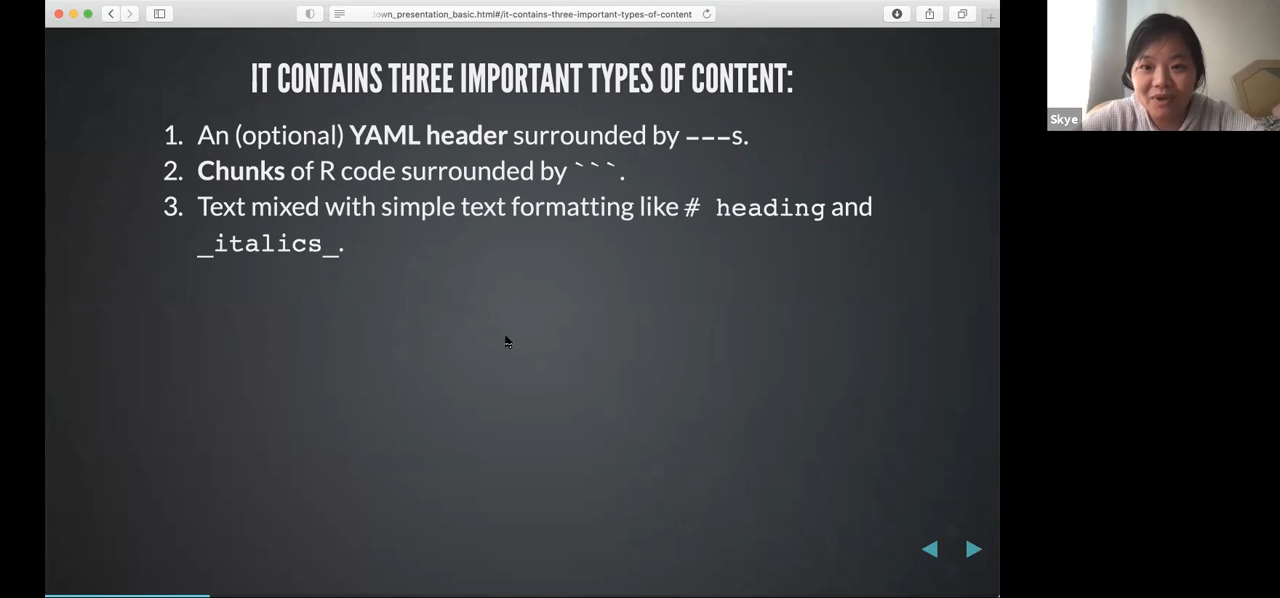 own_presentation_basic.html#/it-contains-three-important-types-of-content
IT CONTAINS THREE IMPORTANT TYPES OF CONTENT:
Skye
1. An (optional) YAML header surrounded by ---s.
2. Chunks of R code surrounded by ```.
3. Text mixed with simple text formatting like # heading and
_italics_.